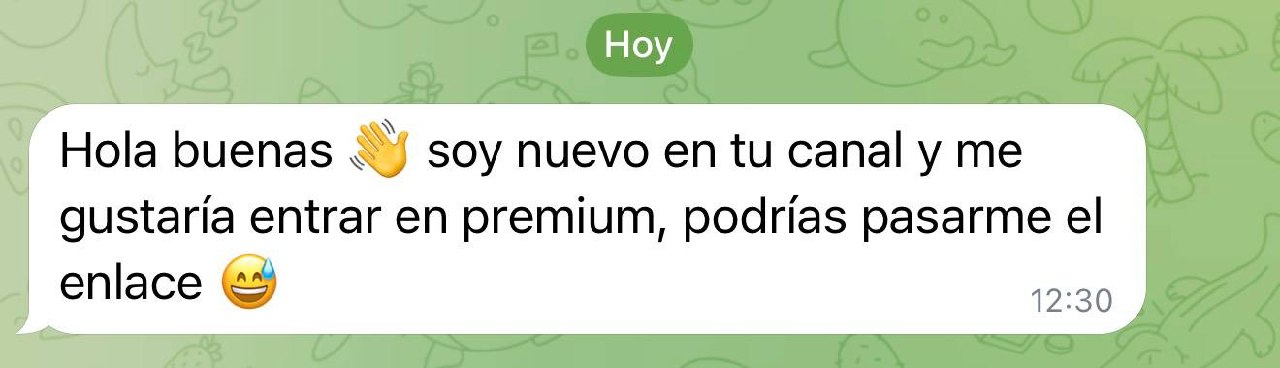 Hoy
Hola buenas 👋 soy nuevo en tu canal y me
gustaría entrar en premium, podrías pasarme el
enlace 😅
12:30